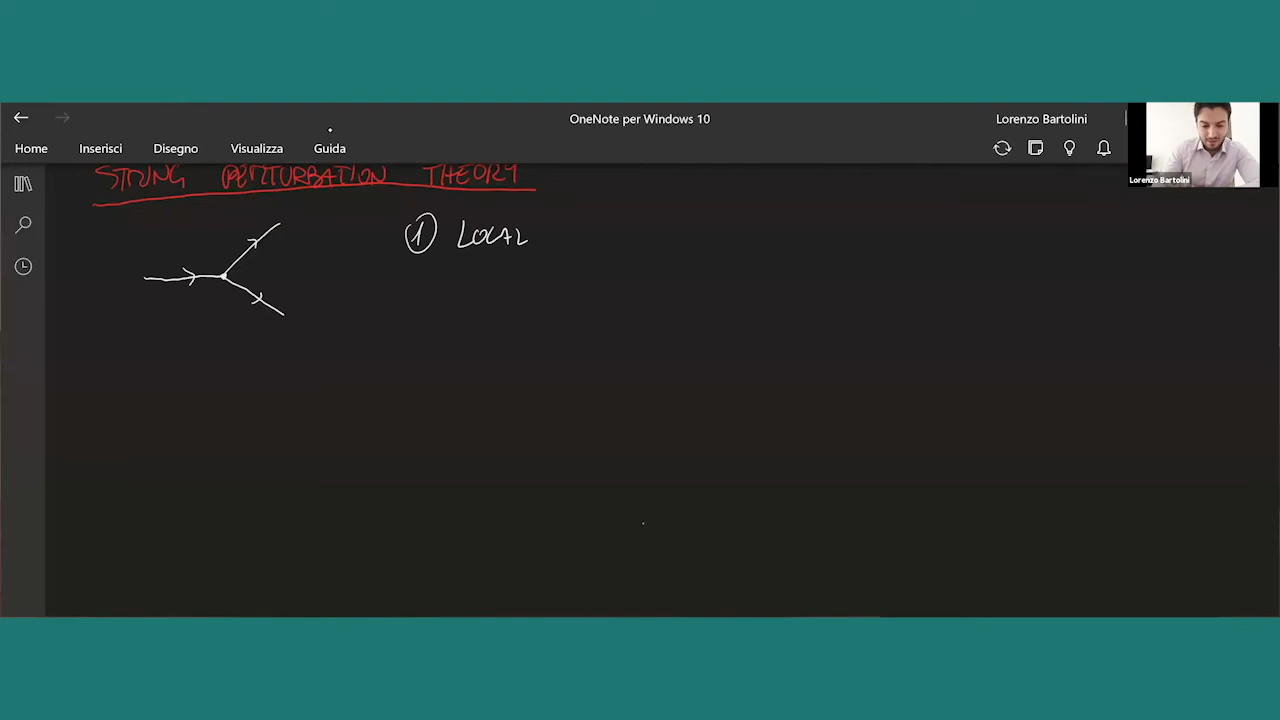 OneNote per Windows 10
Lorenzo Bartolini
Home Inserisci Disegno Visualizza Guida
Lorenzo Bartolini
STRING PERTURBATION THEORY
① LOCAL